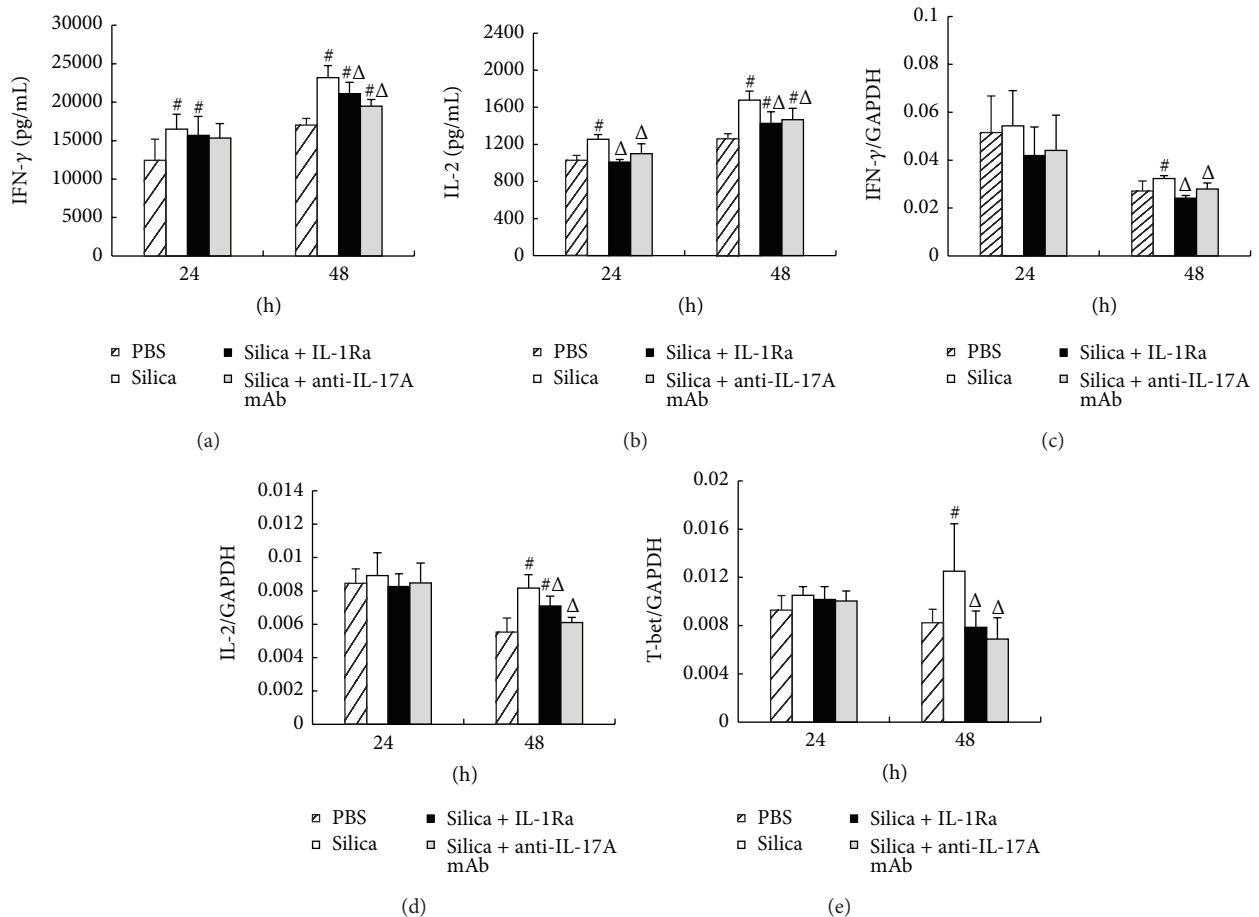 30000
25000
20000
15000
10000
5000
0
IFN-γ (pg/mL)
# #
#
#Δ
#Δ
24 48
(h)
PBS
Silica
Silica + IL-1Ra
Silica + anti-IL-17A
mAb
(a)
2400
2000
1600
1200
800
400
0
IL-2 (pg/mL)
#
Δ
Δ
#
#Δ #Δ
24 48
(h)
PBS
Silica
Silica + IL-1Ra
Silica + anti-IL-17A
mAb
(b)
0.1
0.08
0.06
0.04
0.02
0
IFN-γ/GAPDH
#
Δ Δ
24 48
(h)
PBS
Silica
Silica + IL-1Ra
Silica + anti-IL-17A
mAb
(c)
0.014
0.012
0.01
0.008
0.006
0.004
0.002
0
IL-2/GAPDH
#
#Δ
Δ
24 48
(h)
PBS
Silica
Silica + IL-1Ra
Silica + anti-IL-17A
mAb
(d)
0.02
0.016
0.012
0.008
0.004
0
T-bet/GAPDH
#
Δ Δ
24 48
(h)
PBS
Silica
Silica + IL-1Ra
Silica + anti-IL-17A
mAb
(e)